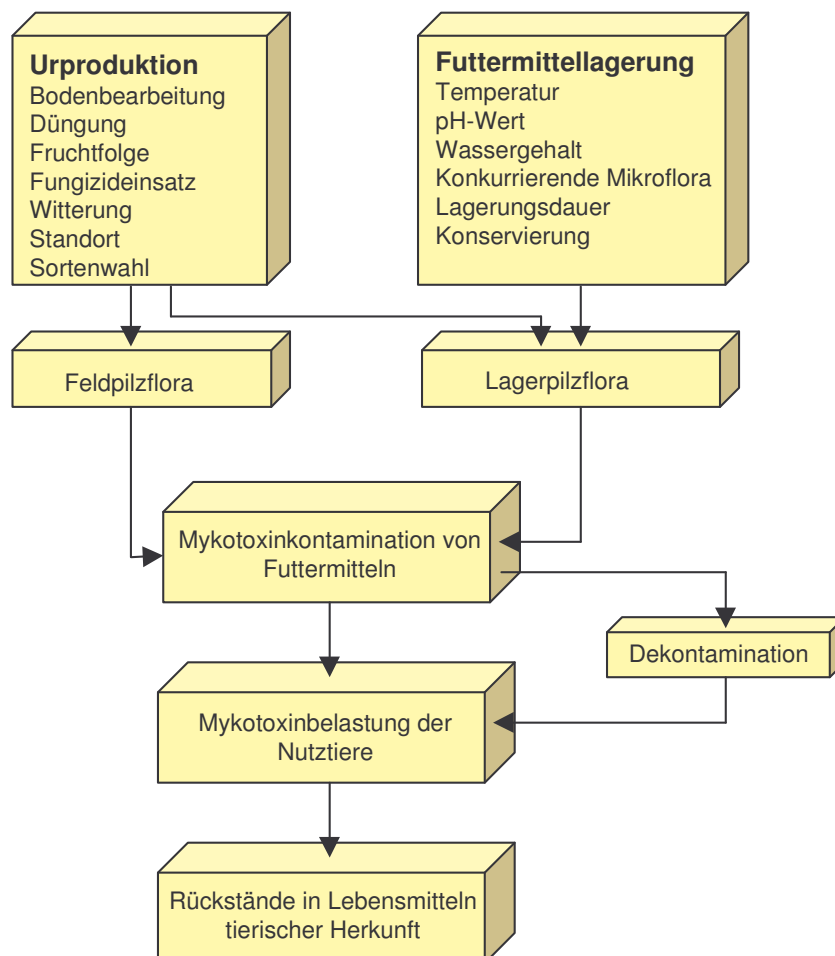 Urproduktion
Bodenbearbeitung
Düngung
Fruchtfolge
Fungizideinsatz
Witterung
Standort
Sortenwahl
Futtermittellagerung
Temperatur
pH-Wert
Wassergehalt
Konkurrierende Mikroflora
Lagerungsdauer
Konservierung
Feldpilzflora
Lagerpilzflora
Mykotoxinkontamination von
Futtermitteln
Dekontamination
Mykotoxinbelastung der
Nutztiere
Rückstände in Lebensmitteln
tierischer Herkunft